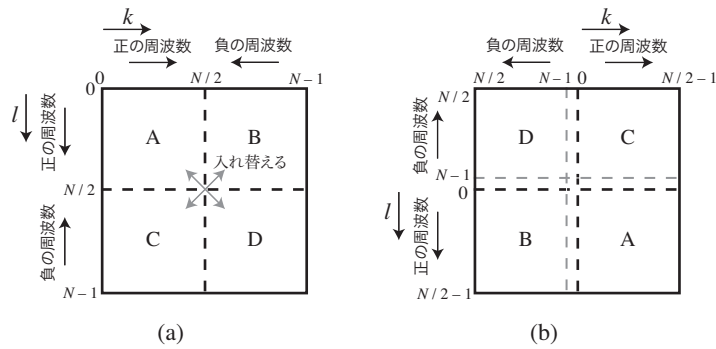 k
正の周波数 負の周波数
0 N/2 N−1
l
正の周波数
A B
入れ替える
N/2
負の周波数
C D
N−1
(a)
k
負の周波数 正の周波数
N/2 N−1 0 N/2−1
N/2
負の周波数
D C
N−1
0
l
正の周波数
B A
N/2−1
(b)